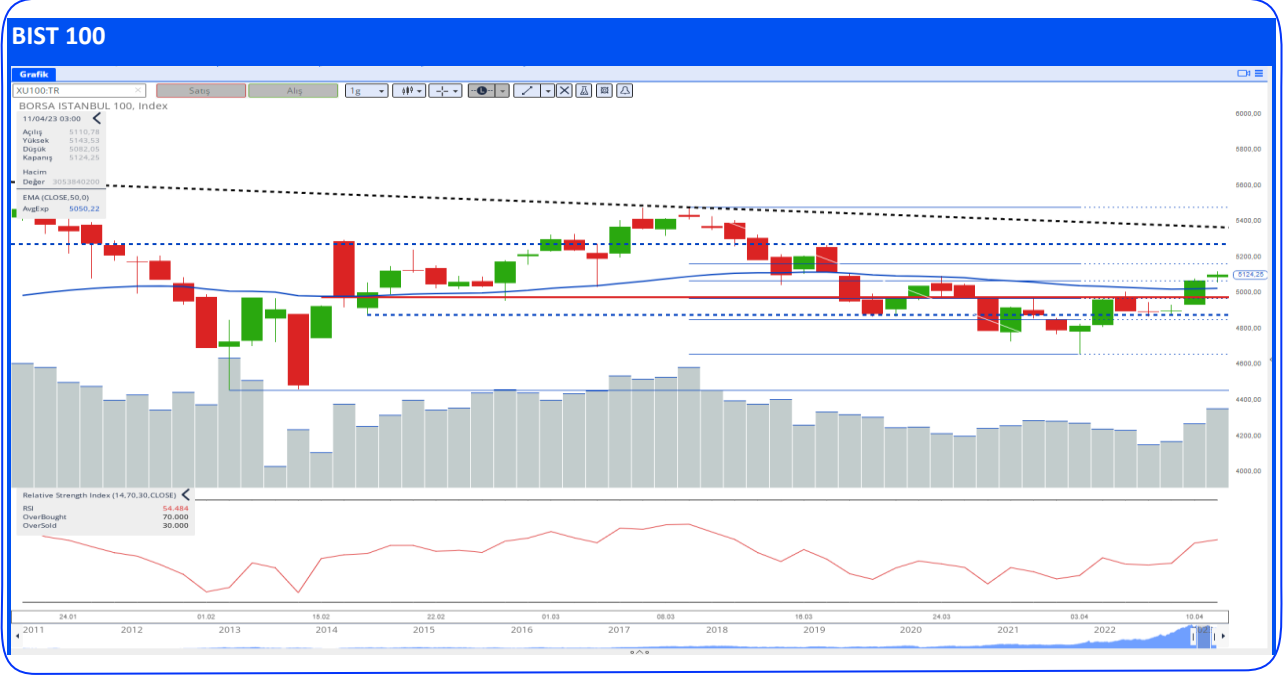 BIST 100
Grafik
XU100:TR
Satış
Alış
1g
L
BORSA ISTANBUL 100, Index
11/04/23 03:00
Açılış 5110,78
Yüksek 5143,53
Düşük 5082,05
Kapanış 5124,25
Hacim
Değer 3053840200
EMA (CLOSE,50,0)
AvgExp 5050,22
6000,00
5800,00
5600,00
5400,00
5200,00
5124,25
5000,00
4800,00
4600,00
4400,00
4200,00
4000,00
Relative Strength Index (14,70,30,CLOSE)
RSI 54.484
OverBought 70.000
OverSold 30.000
24.01 01.02 22.02 01.03 08.03 24.03 03.04 10.04
2011 2012 2013 2014 2015 2016 2017 2018 2019 2020 2021 2022